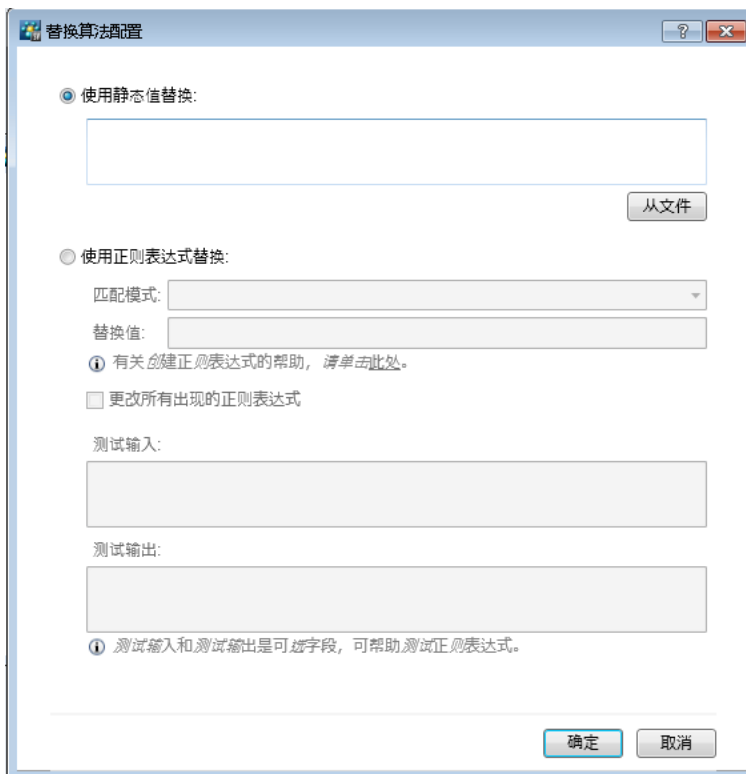 替换算法配置
使用静态值替换:
从文件
使用正则表达式替换:
匹配模式:
替换值:
有关创建正则表达式的帮助，请单击此处。
更改所有出现的正则表达式
测试输入:
测试输出:
测试输入和测试输出是可选字段，可帮助测试正则表达式。
确定 取消